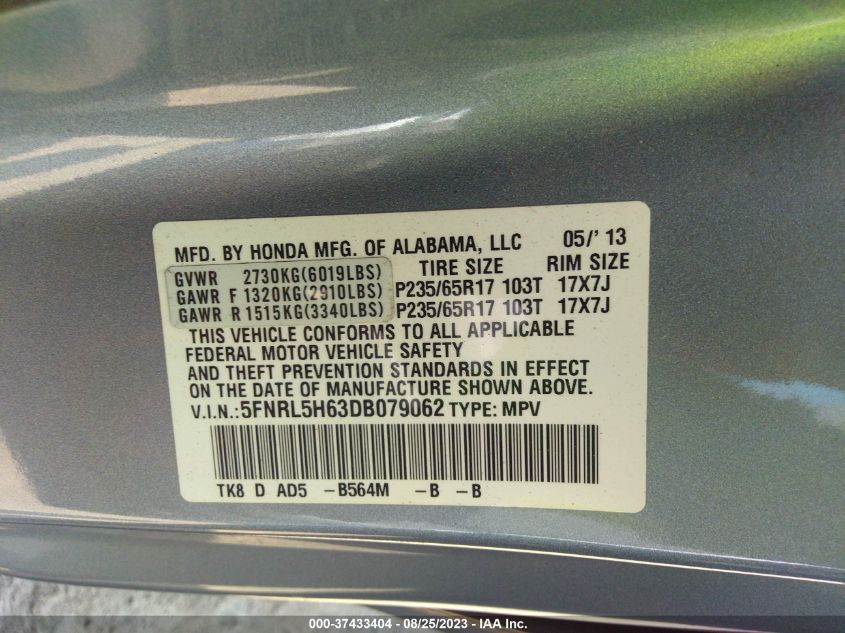 MFD. BY HONDA MFG. OF ALABAMA, LLC 05/' 13
GVWR 2730KG(6019LBS) TIRE SIZE RIM SIZE
GAWR F 1320KG(2910LBS) P235/65R17 103T 17X7J
GAWR R 1515KG(3340LBS) P235/65R17 103T 17X7J
THIS VEHICLE CONFORMS TO ALL APPLICABLE
FEDERAL MOTOR VEHICLE SAFETY
AND THEFT PREVENTION STANDARDS IN EFFECT
ON THE DATE OF MANUFACTURE SHOWN ABOVE.
V.I.N.:5FNRL5H63DB079062 TYPE: MPV
TK8 D AD5 -B564M -B -B
000-37433404 - 08/25/2023 - IAA Inc.